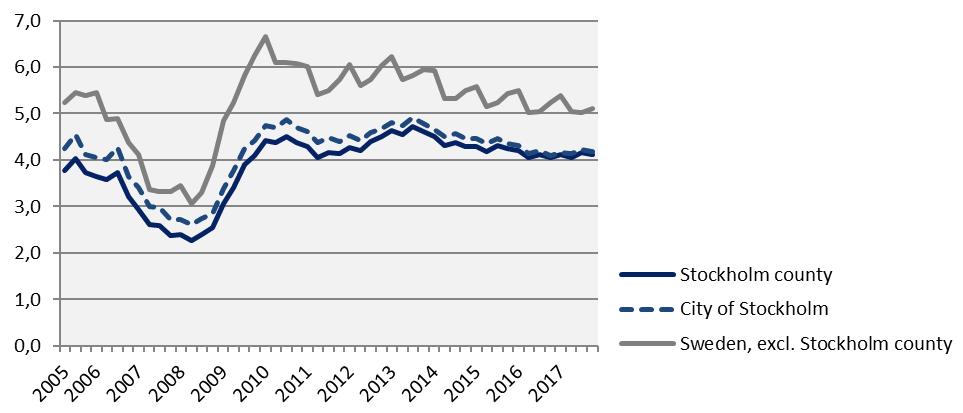 7,0
6,0
5,0
4,0
3,0
2,0
1,0
0,0
2005 2006 2007 2008 2009 2010 2011 2012 2013 2014 2015 2016 2017
Stockholm county
City of Stockholm
Sweden, excl. Stockholm county